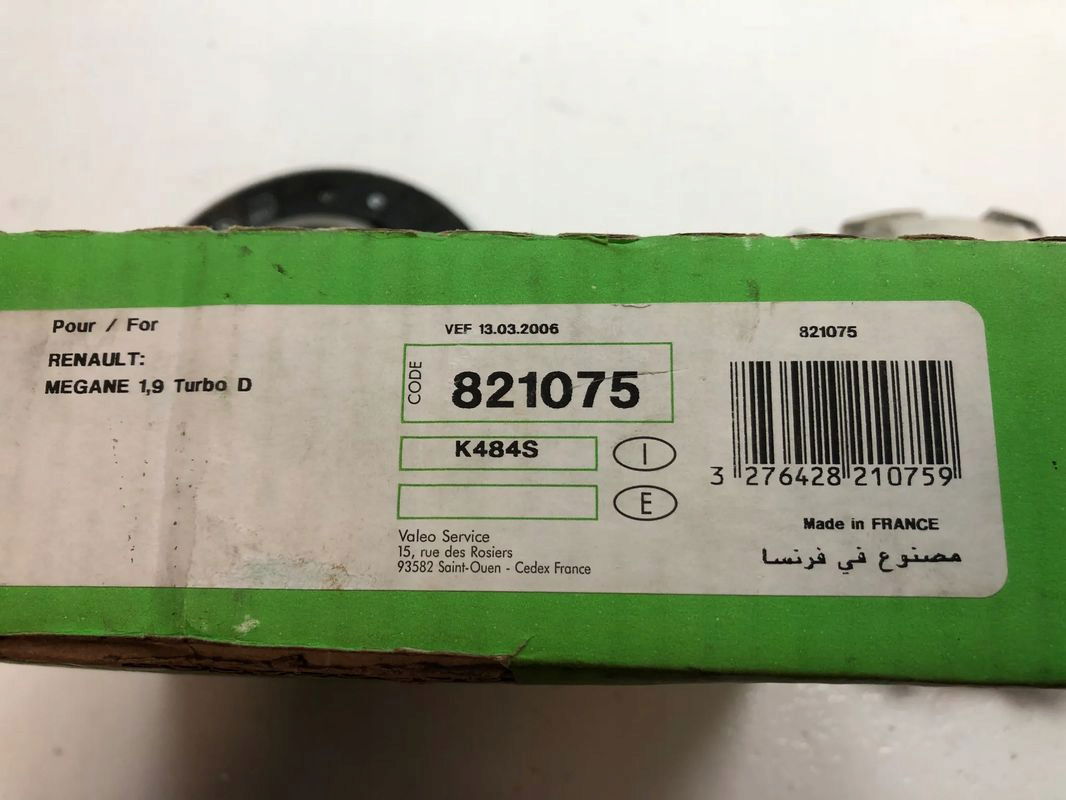 Pour / For
RENAULT:
MEGANE 1,9 Turbo D
VEF 13.03.2006
CODE
821075
K484S
I
E
Valeo Service
15, rue des Rosiers
93582 Saint-Ouen - Cedex France
821075
3 276428 210759
Made in FRANCE
مصنوع في فرنسا